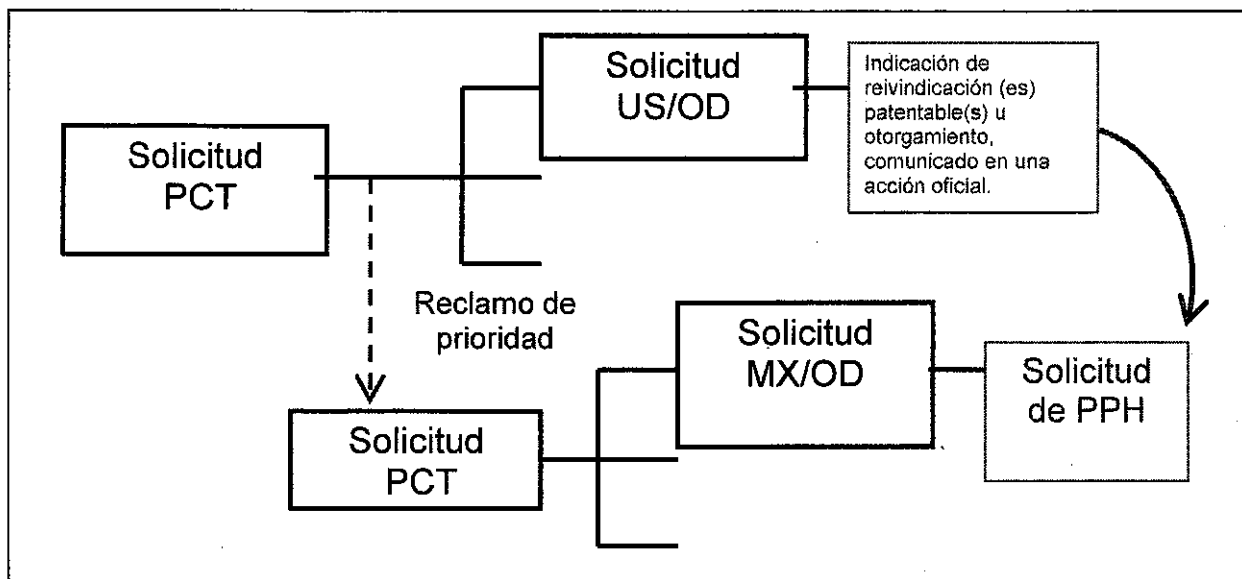 Solicitud
US/OD
Indicación de
reivindicación (es)
patentable(s) u
otorgamiento,
comunicado en una
acción oficial.
Solicitud
PCT
Reclamo de
prioridad
Solicitud
MX/OD
Solicitud
de PPH
Solicitud
PCT